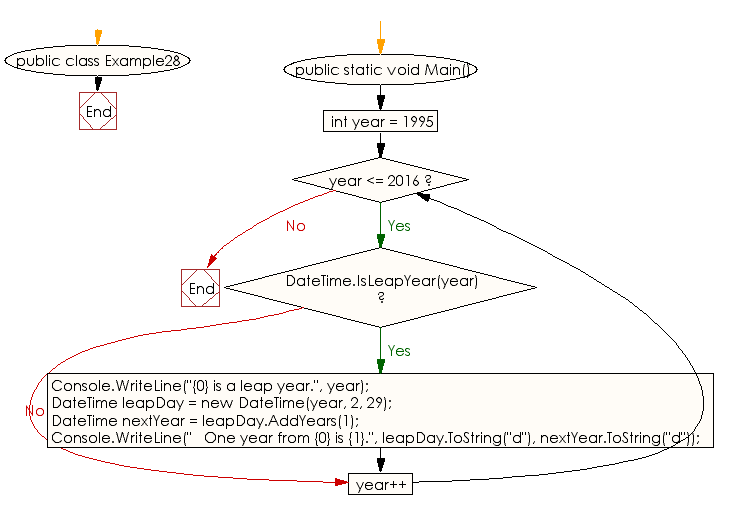 public class Example28
End
public static void Main()
int year = 1995
year <= 2016 ?
No
Yes
End
DateTime.IsLeapYear(year)
?
Yes
No
Console.WriteLine("{0} is a leap year.", year);
DateTime leapDay = new DateTime(year, 2, 29);
DateTime nextYear = leapDay.AddYears(1);
Console.WriteLine("   One year from {0} is {1}.", leapDay.ToString("d"), nextYear.ToString("d"));
year++